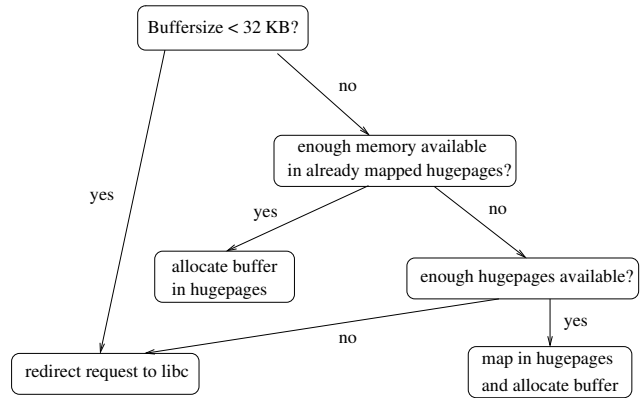 Buffersize < 32 KB?
no
enough memory available
in already mapped hugepages?
yes
yes
no
allocate buffer
in hugepages
enough hugepages available?
no
yes
redirect request to libc
map in hugepages
and allocate buffer